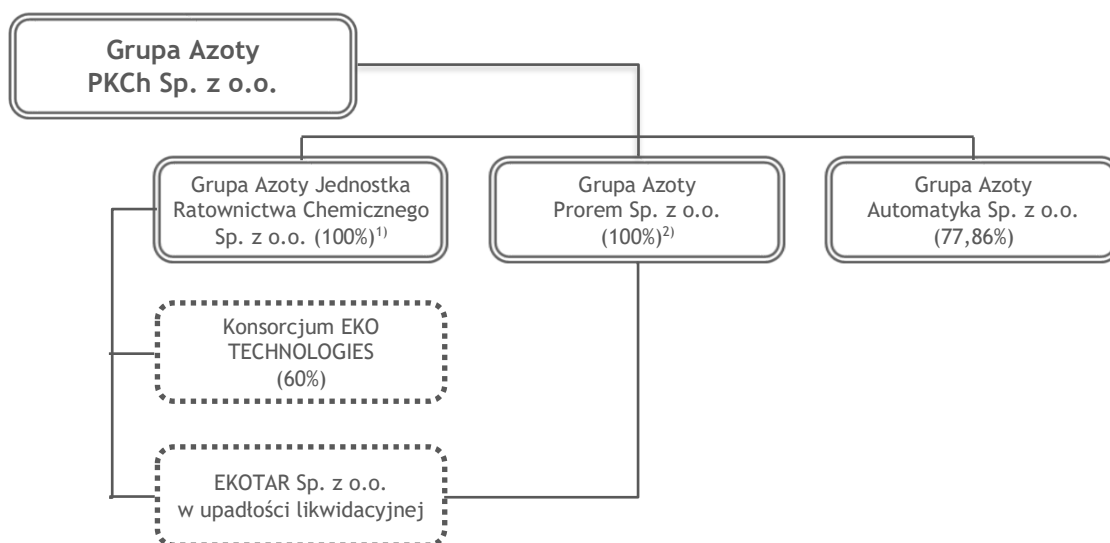 Grupa Azoty
PKCh Sp. z o.o.
Grupa Azoty Jednostka
Ratownictwa Chemicznego
Sp. z o.o. (100%)1)
Grupa Azoty
Prorem Sp. z o.o.
(100%)2)
Grupa Azoty
Automatyka Sp. z o.o.
(77,86%)
Konsorcjum EKO
TECHNOLOGIES
(60%)
EKOTAR Sp. z o.o.
w upadłości likwidacyjnej